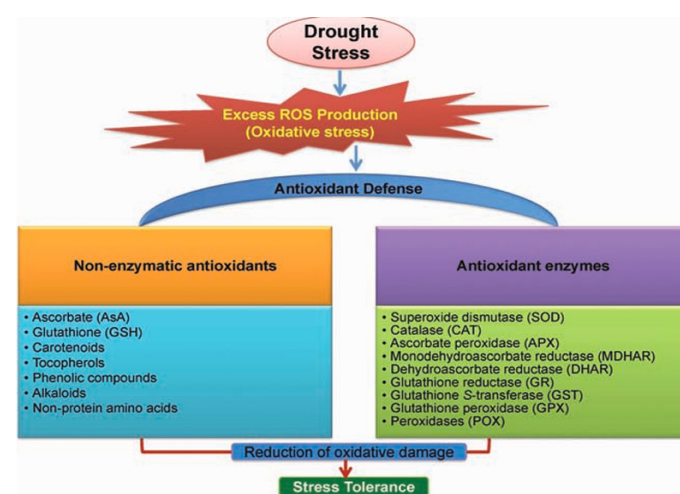 Drought
Stress
Excess ROS Production
(Oxidative stress)
Antioxidant Defense
Non-enzymatic antioxidants
• Ascorbate (AsA)
• Glutathione (GSH)
• Carotenoids
• Tocopherols
• Phenolic compounds
• Alkaloids
• Non-protein amino acids
Antioxidant enzymes
• Superoxide dismutase (SOD)
• Catalase (CAT)
• Ascorbate peroxidase (APX)
• Monodehydroascorbate reductase (MDHAR)
• Dehydroascorbate reductase (DHAR)
• Glutathione reductase (GR)
• Glutathione S-transferase (GST)
• Glutathione peroxidase (GPX)
• Peroxidases (POX)
Reduction of oxidative damage
Stress Tolerance